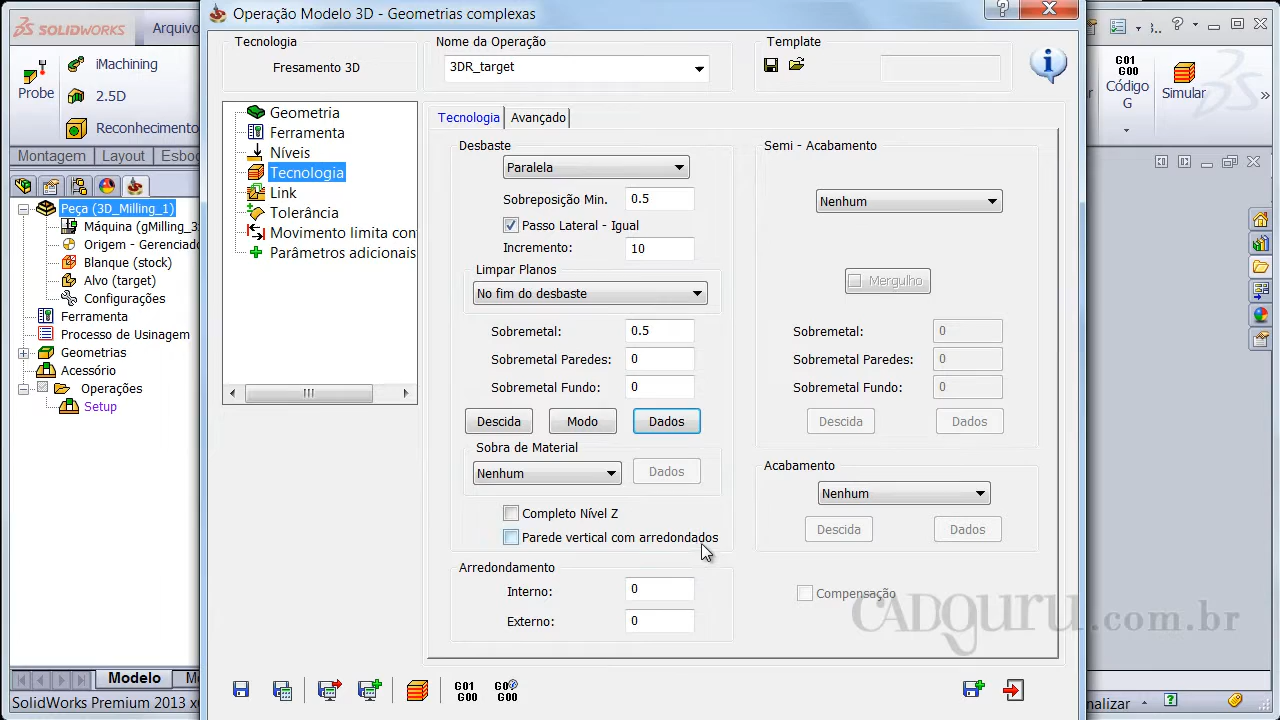 Operação Modelo 3D - Geometrias complexas
SOLIDWORKS
Arquivo
Probe
iMachining
2.5D
Reconhecimento
Montagem
Layout
Esboc
Peça (3D_Milling_1)
Máquina (gMilling_3
Origem - Gerenciado
Blanque (stock)
Alvo (target)
Configurações
Ferramenta
Processo de Usinagem
Geometrias
Acessório
Operações
Setup
Modelo
SolidWorks Premium 2013 x
Tecnologia
Fresamento 3D
Nome da Operação
3DR_target
Template
Geometria
Ferramenta
Níveis
Tecnologia
Link
Tolerância
Movimento limita con
Parâmetros adicionais
Tecnologia
Avançado
Desbaste
Paralela
Sobreposição Min.
0.5
Passo Lateral - Igual
Incremento:
10
Limpar Planos
No fim do desbaste
Sobremetal:
0.5
Sobremetal Paredes:
0
Sobremetal Fundo:
0
Descida
Modo
Dados
Sobra de Material
Nenhum
Dados
Completo Nível Z
Parede vertical com arredondados
Arredondamento
Interno:
0
Externo:
0
Semi - Acabamento
Nenhum
Mergulho
Sobremetal:
0
Sobremetal Paredes:
0
Sobremetal Fundo:
0
Descida
Dados
Acabamento
Nenhum
Descida
Dados
Compensação
CADguru.com.br
G01
G00
G01
G00
G01
G00
Código
G
Simular
nalizar